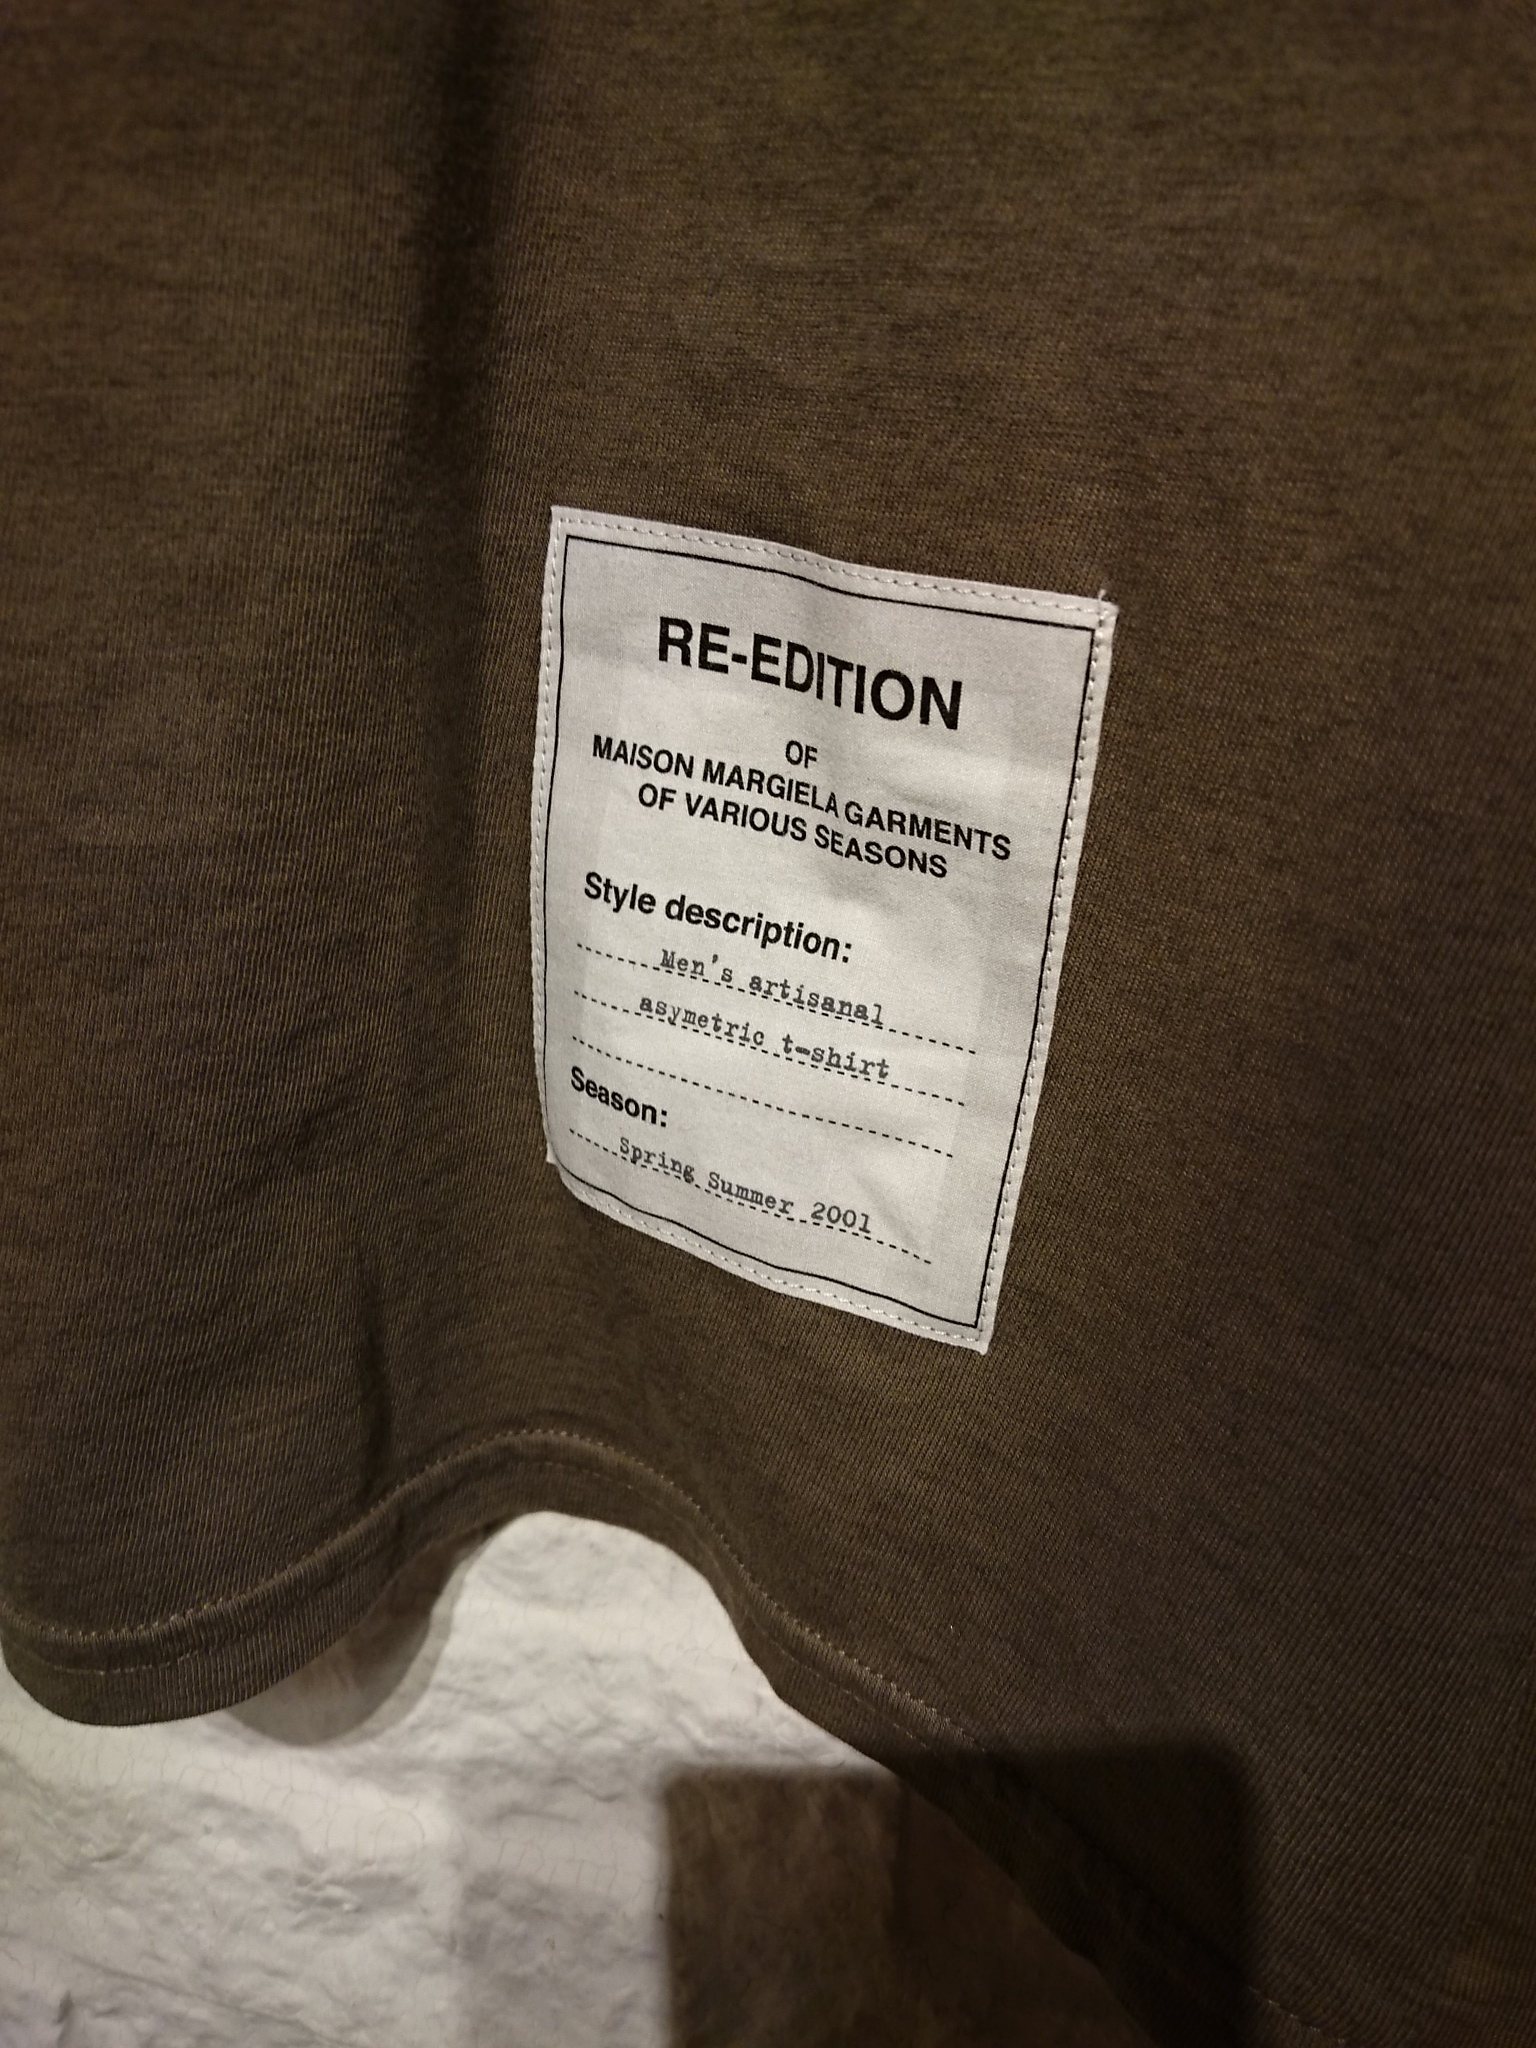 RE-EDITION
OF
MAISON MARGIELA GARMENTS
OF VARIOUS SEASONS
Style description:
Men's artisanal
asymetric t-shirt
Season:
Spring Summer 2001